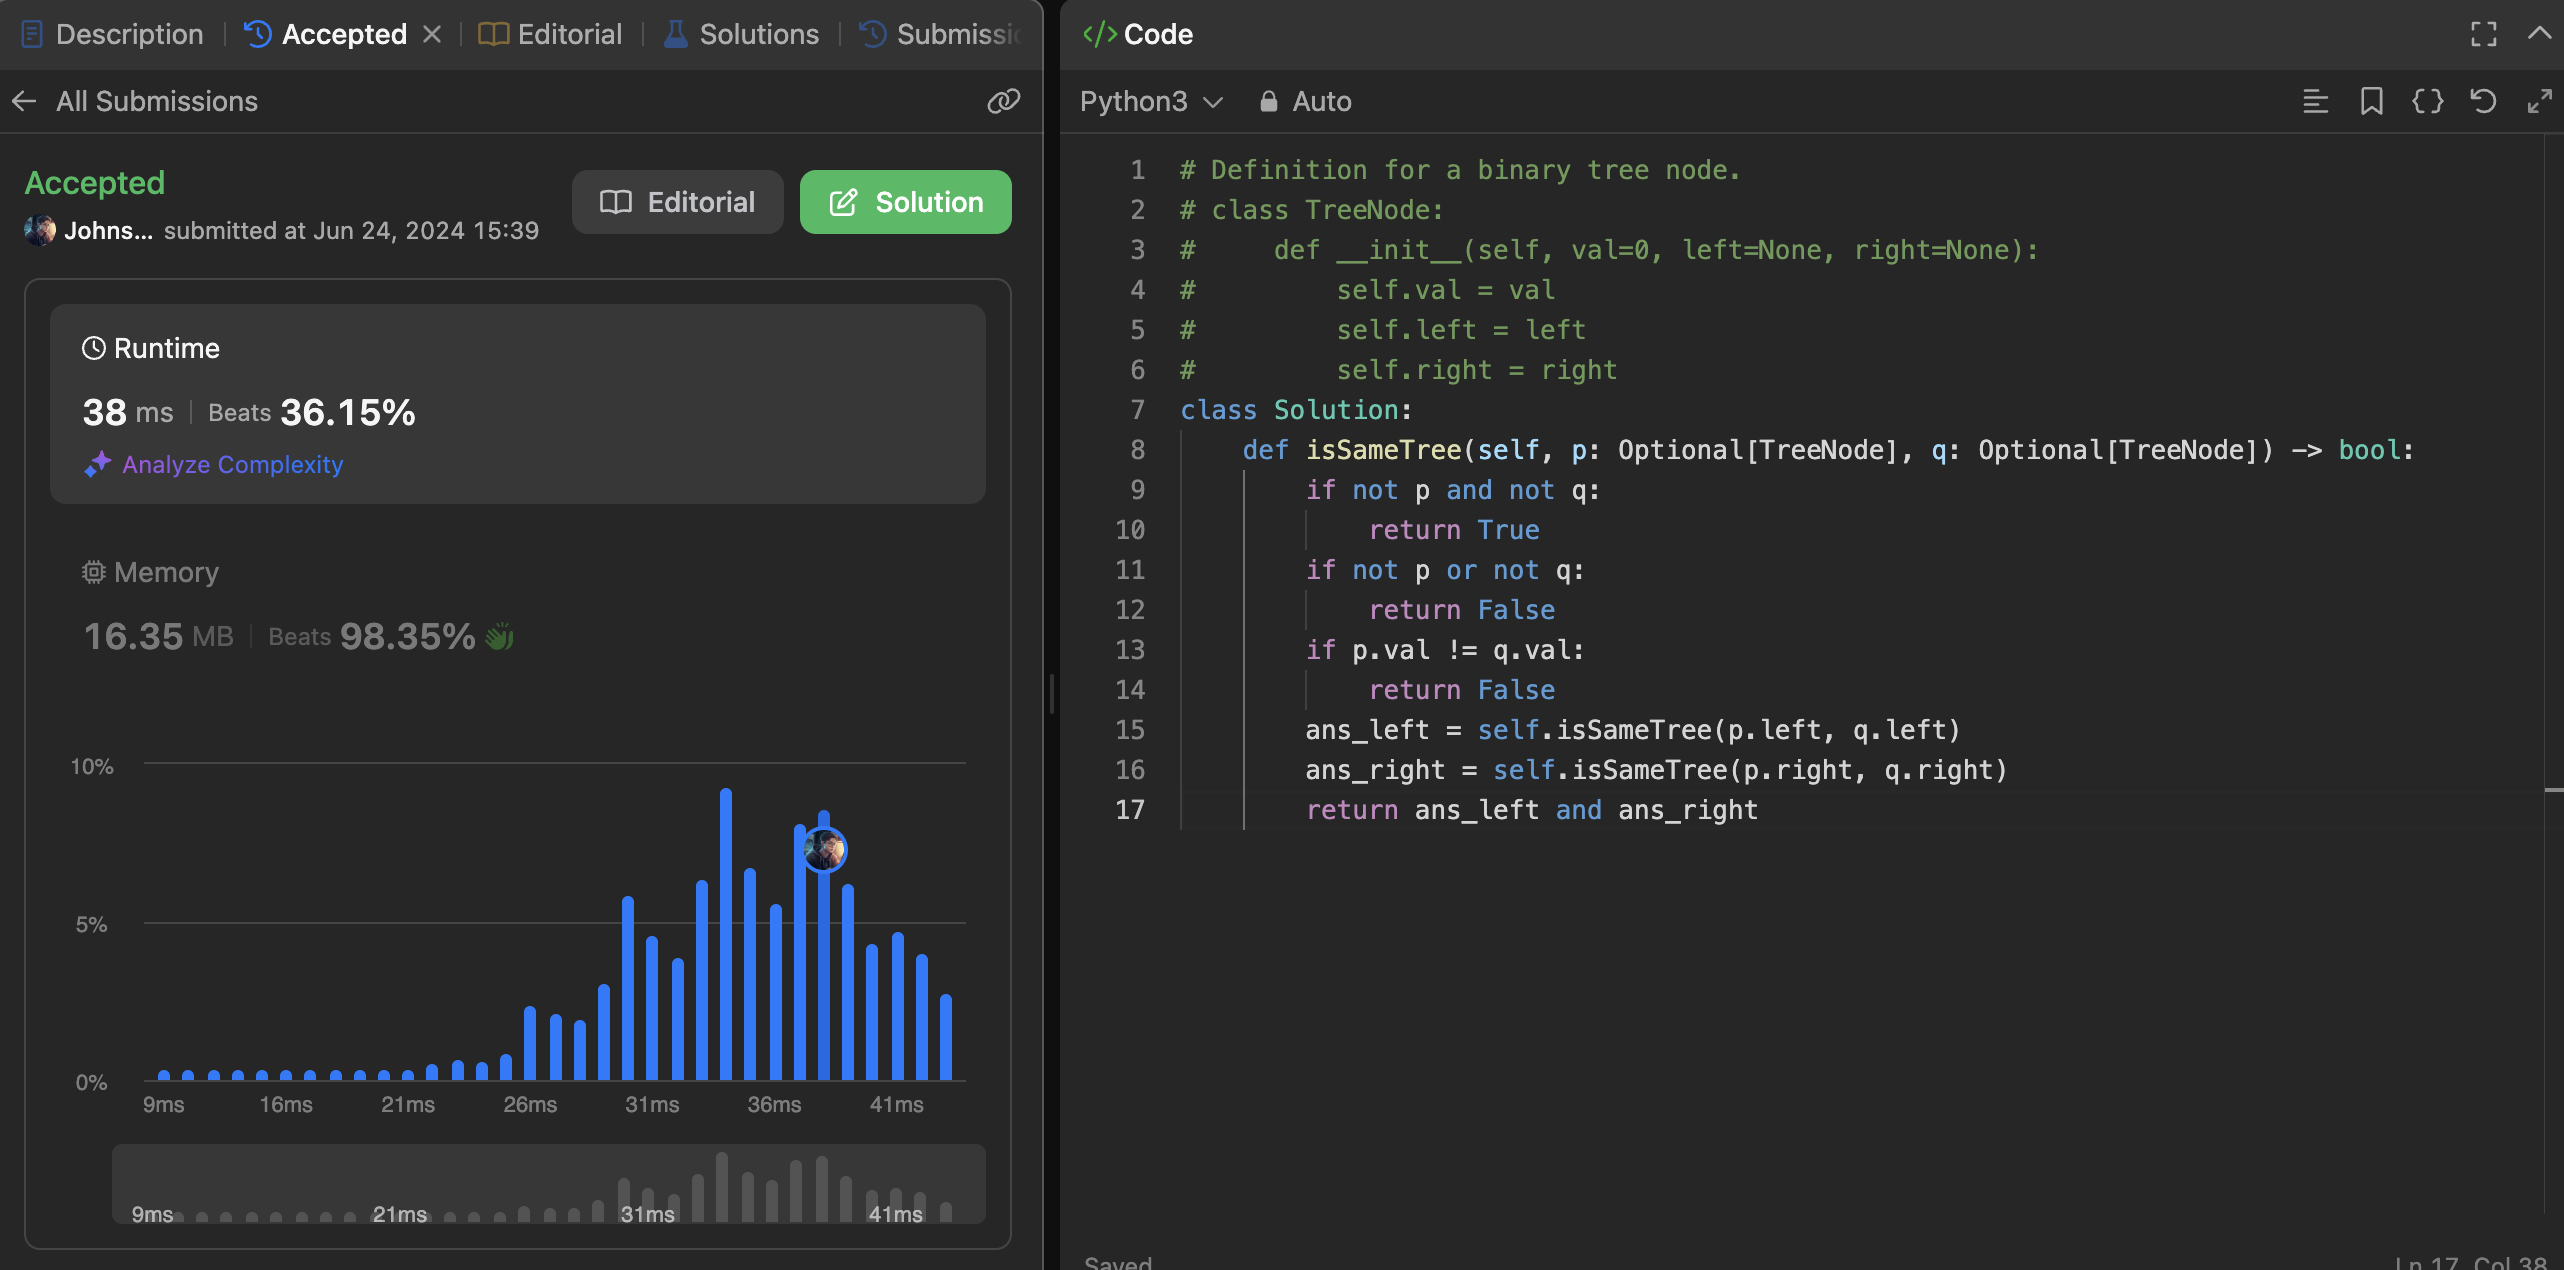 Description
Accepted
Editorial
Solutions
Submissi
All Submissions
Accepted
Johns... submitted at Jun 24, 2024 15:39
Editorial
Solution
Runtime
38 ms Beats 36.15%
Analyze Complexity
Memory
16.35 MB Beats 98.35%
10%
5%
0%
9ms 16ms 21ms 26ms 31ms 36ms 41ms
9ms 21ms 31ms 41ms
</> Code
Python3 Auto
1 # Definition for a binary tree node.
2 # class TreeNode:
3 #     def __init__(self, val=0, left=None, right=None):
4 #         self.val = val
5 #         self.left = left
6 #         self.right = right
7 class Solution:
8     def isSameTree(self, p: Optional[TreeNode], q: Optional[TreeNode]) -> bool:
9         if not p and not q:
10             return True
11         if not p or not q:
12             return False
13         if p.val != q.val:
14             return False
15         ans_left = self.isSameTree(p.left, q.left)
16         ans_right = self.isSameTree(p.right, q.right)
17         return ans_left and ans_right
Saved
Ln 17, Col 38